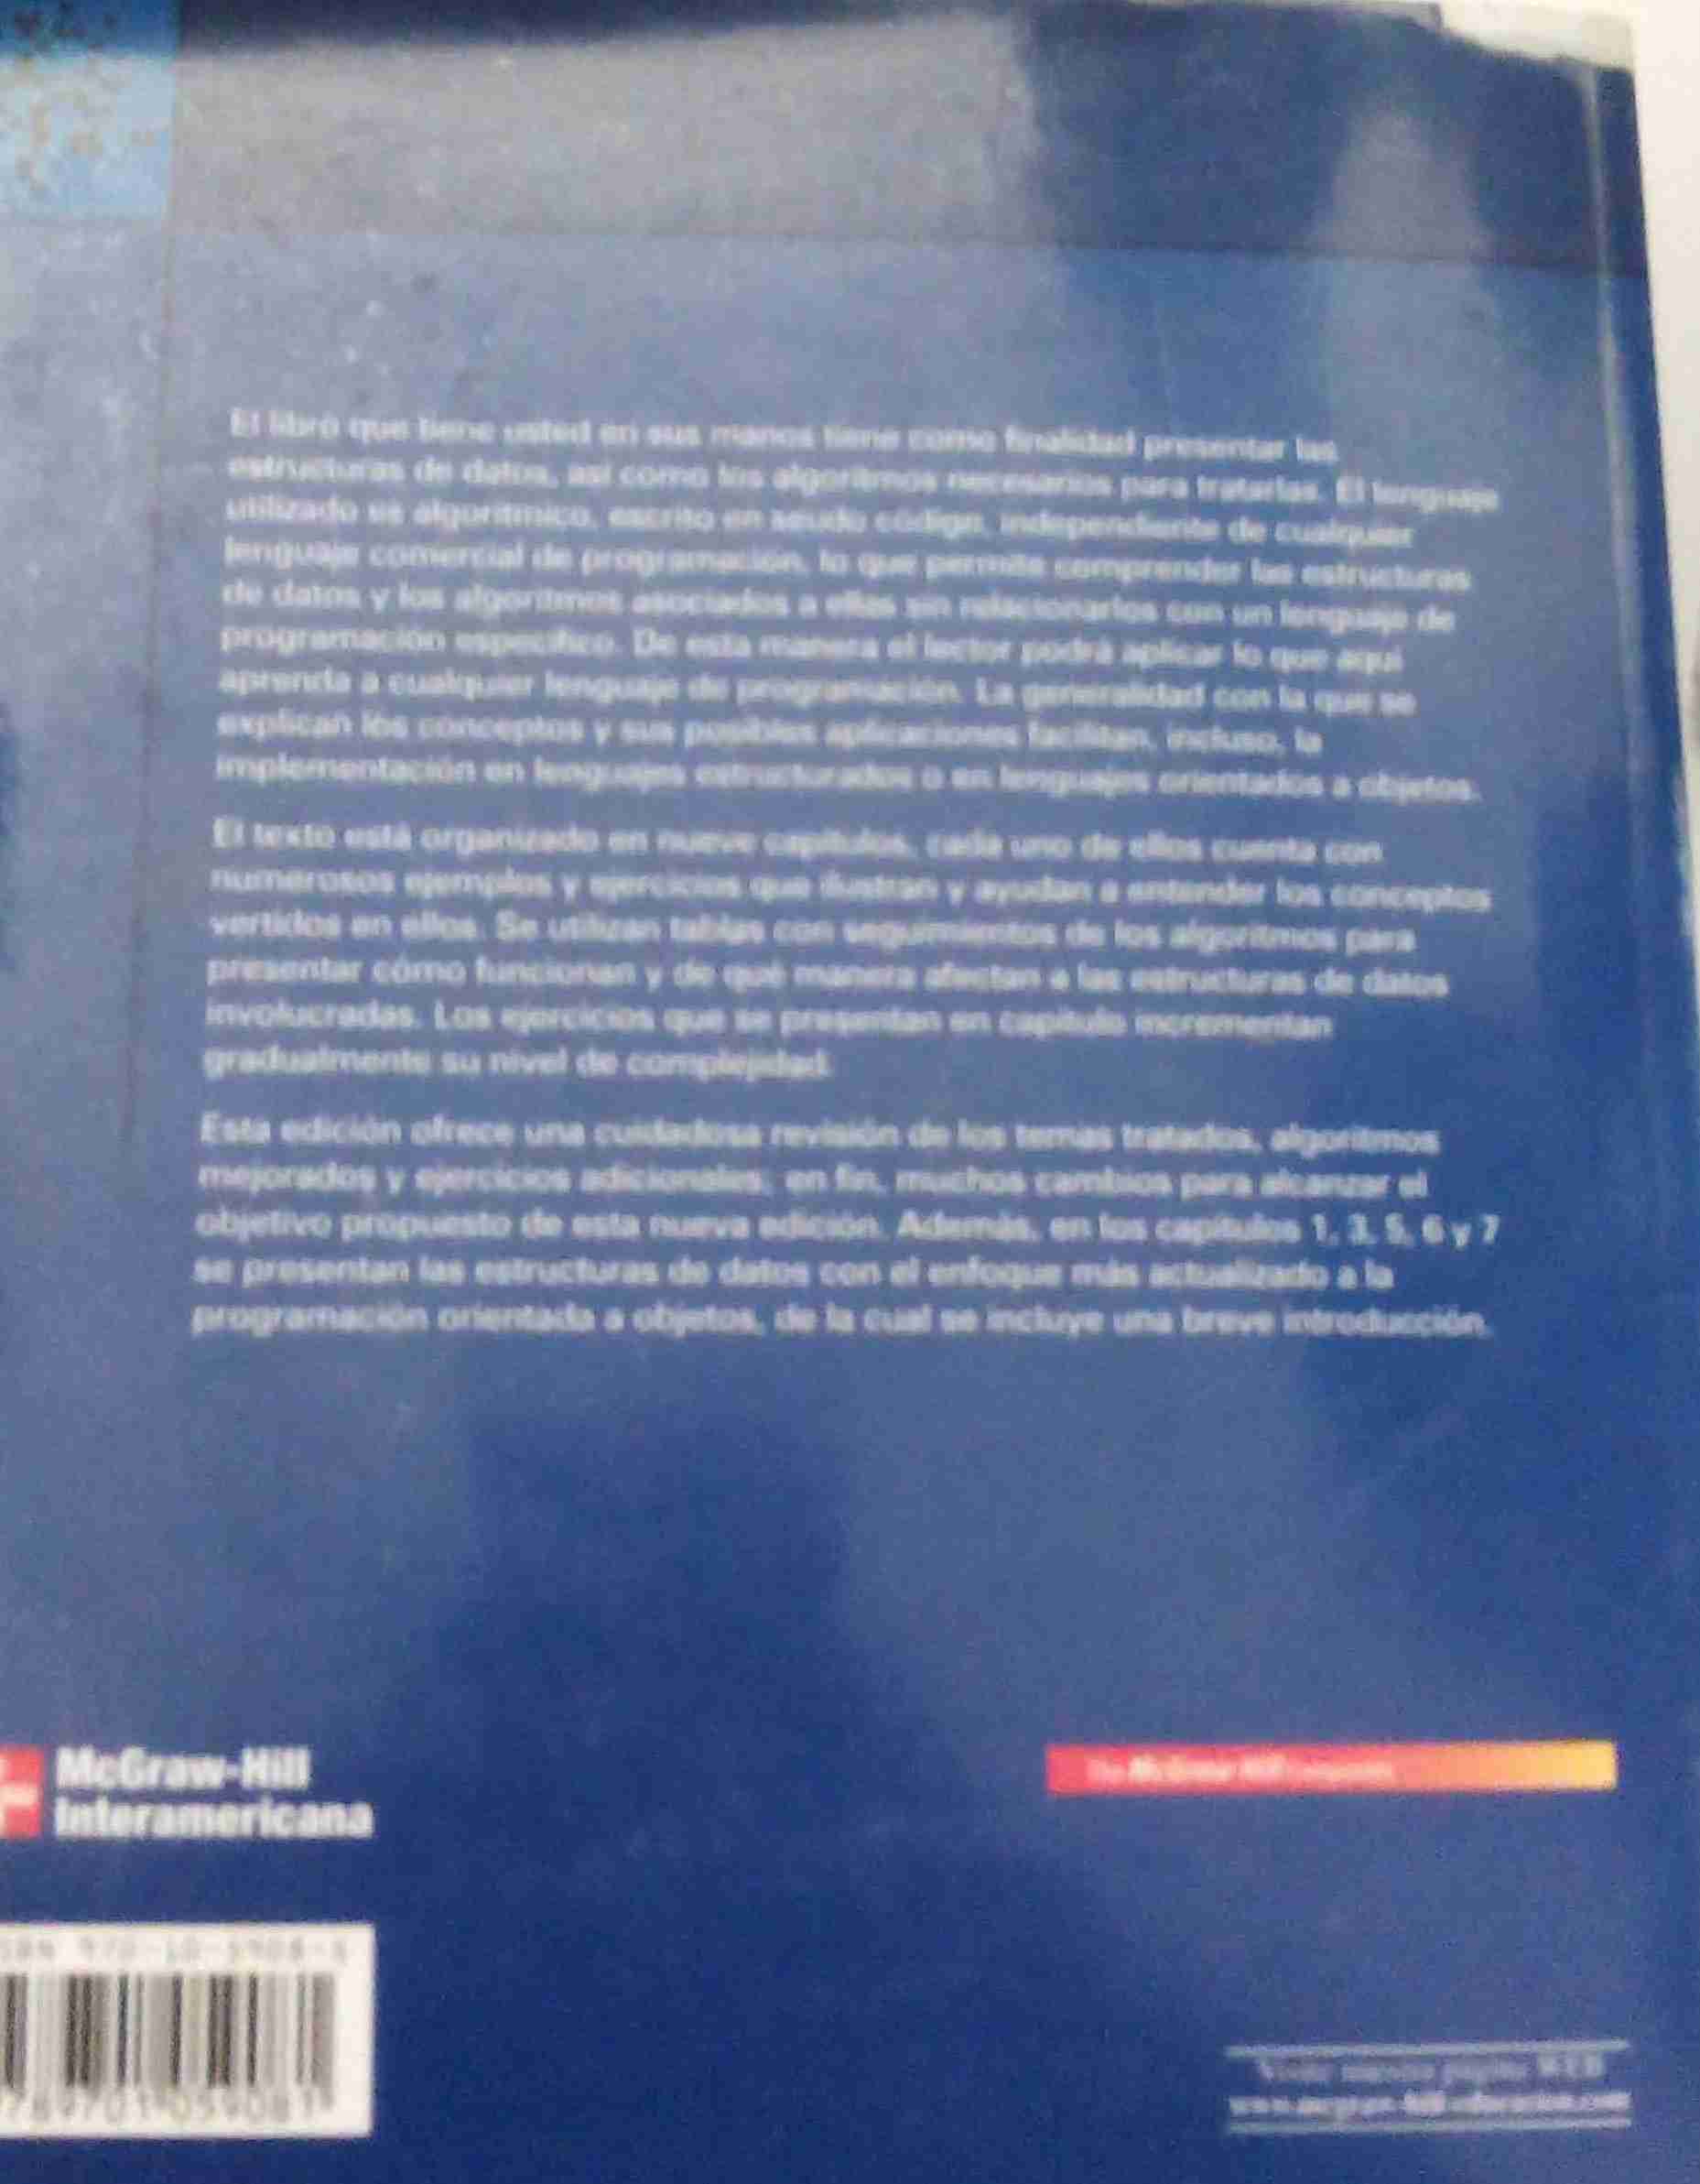 El libro que tiene usted en sus manos tiene como finalidad presentar las
estructuras de datos, así como los algoritmos necesarios para tratarlas. El lenguaje
utilizado es algorítmico, escrito en seudo código, independiente de cualquier
lenguaje comercial de programación, lo que permite comprender las estructuras
de datos y los algoritmos asociados a ellas sin relacionarlos con un lenguaje de
programación específico. De esta manera el lector podrá aplicar lo que aquí
aprenda a cualquier lenguaje de programación. La generalidad con la que se
explican los conceptos y sus posibles aplicaciones facilitan, incluso, la
implementación en lenguajes estructurados o en lenguajes orientados a objetos.
El texto está organizado en nueve capítulos, cada uno de ellos cuenta con
numerosos ejemplos y ejercicios que ilustran y ayudan a entender los conceptos
vertidos en ellos. Se utilizan tablas con seguimientos de los algoritmos para
presentar cómo funcionan y de qué manera afectan a las estructuras de datos
involucradas. Los ejercicios que se presentan en capítulo incrementan
gradualmente su nivel de complejidad.
Esta edición ofrece una cuidadosa revisión de los temas tratados, algoritmos
mejorados y ejercicios adicionales; en fin, muchos cambios para alcanzar el
objetivo propuesto de esta nueva edición. Además, en los capítulos 1, 3, 5, 6 y 7
se presentan las estructuras de datos con el enfoque más actualizado a la
programación orientada a objetos, de la cual se incluye una breve introducción.
McGraw-Hill
Interamericana
The McGraw-Hill Companies
Visite nuestra página WEB
www.mcgraw-hill-educacion.com